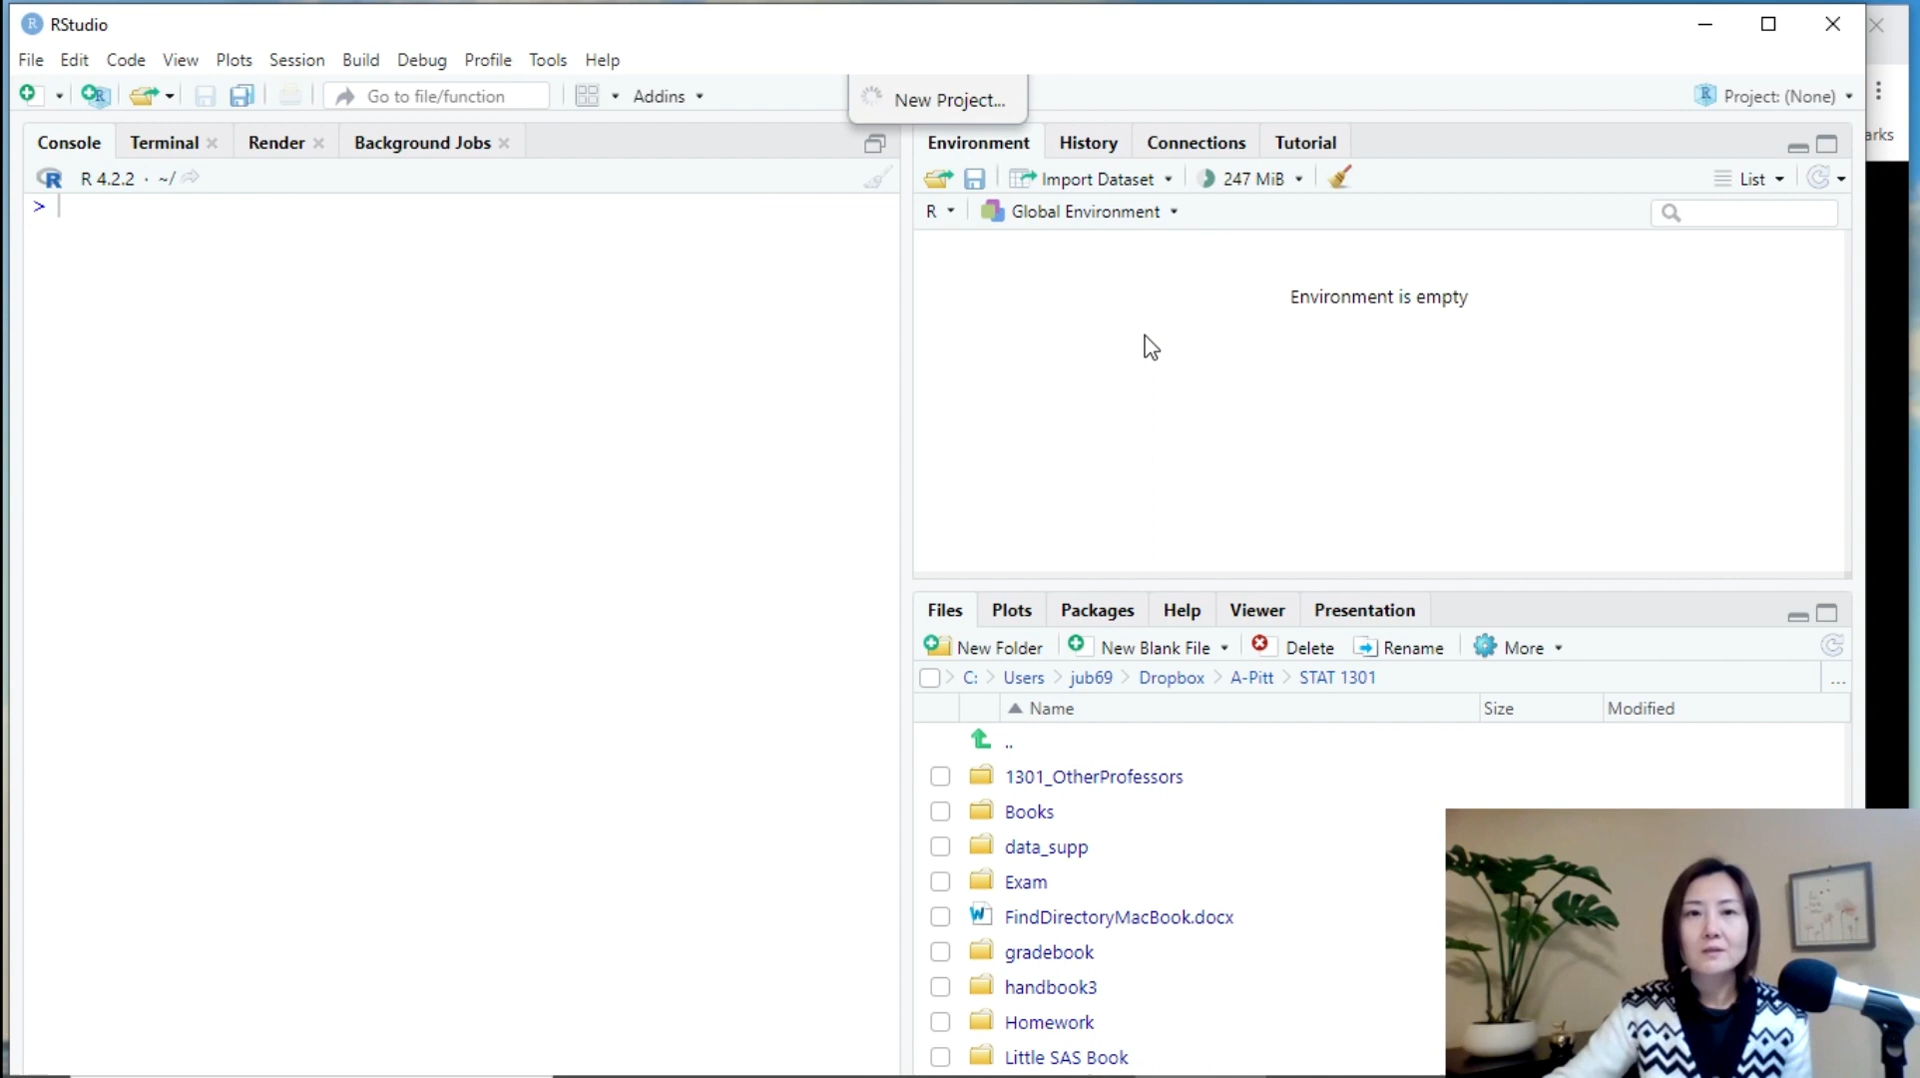 RStudio
File Edit Code View Plots Session Build Debug Profile Tools Help
Go to file/function Addins New Project... Project: (None)
arks
Console Terminal Render Background Jobs
R 4.2.2 · ~/
>
Environment History Connections Tutorial
Import Dataset 247 MiB List
R Global Environment
Environment is empty
Files Plots Packages Help Viewer Presentation
New Folder New Blank File Delete Rename More
C: Users jub69 Dropbox A-Pitt STAT 1301 ...
Name Size Modified
..
1301_OtherProfessors
Books
data_supp
Exam
FindDirectoryMacBook.docx
gradebook
handbook3
Homework
Little SAS Book